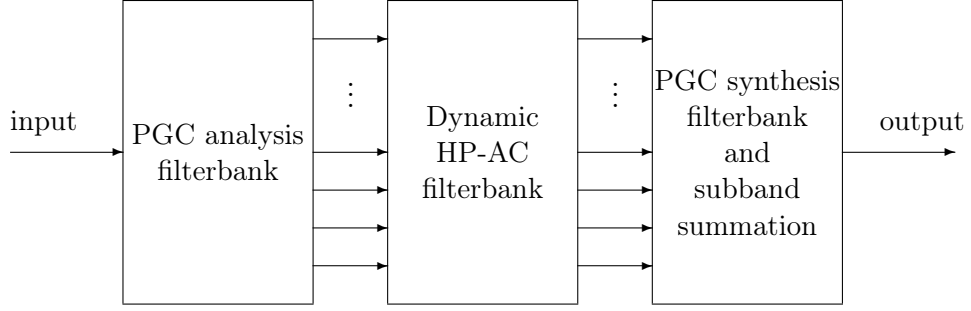 input
PGC analysis
filterbank
⋮
Dynamic
HP-AC
filterbank
⋮
PGC synthesis
filterbank
and
subband
summation
output